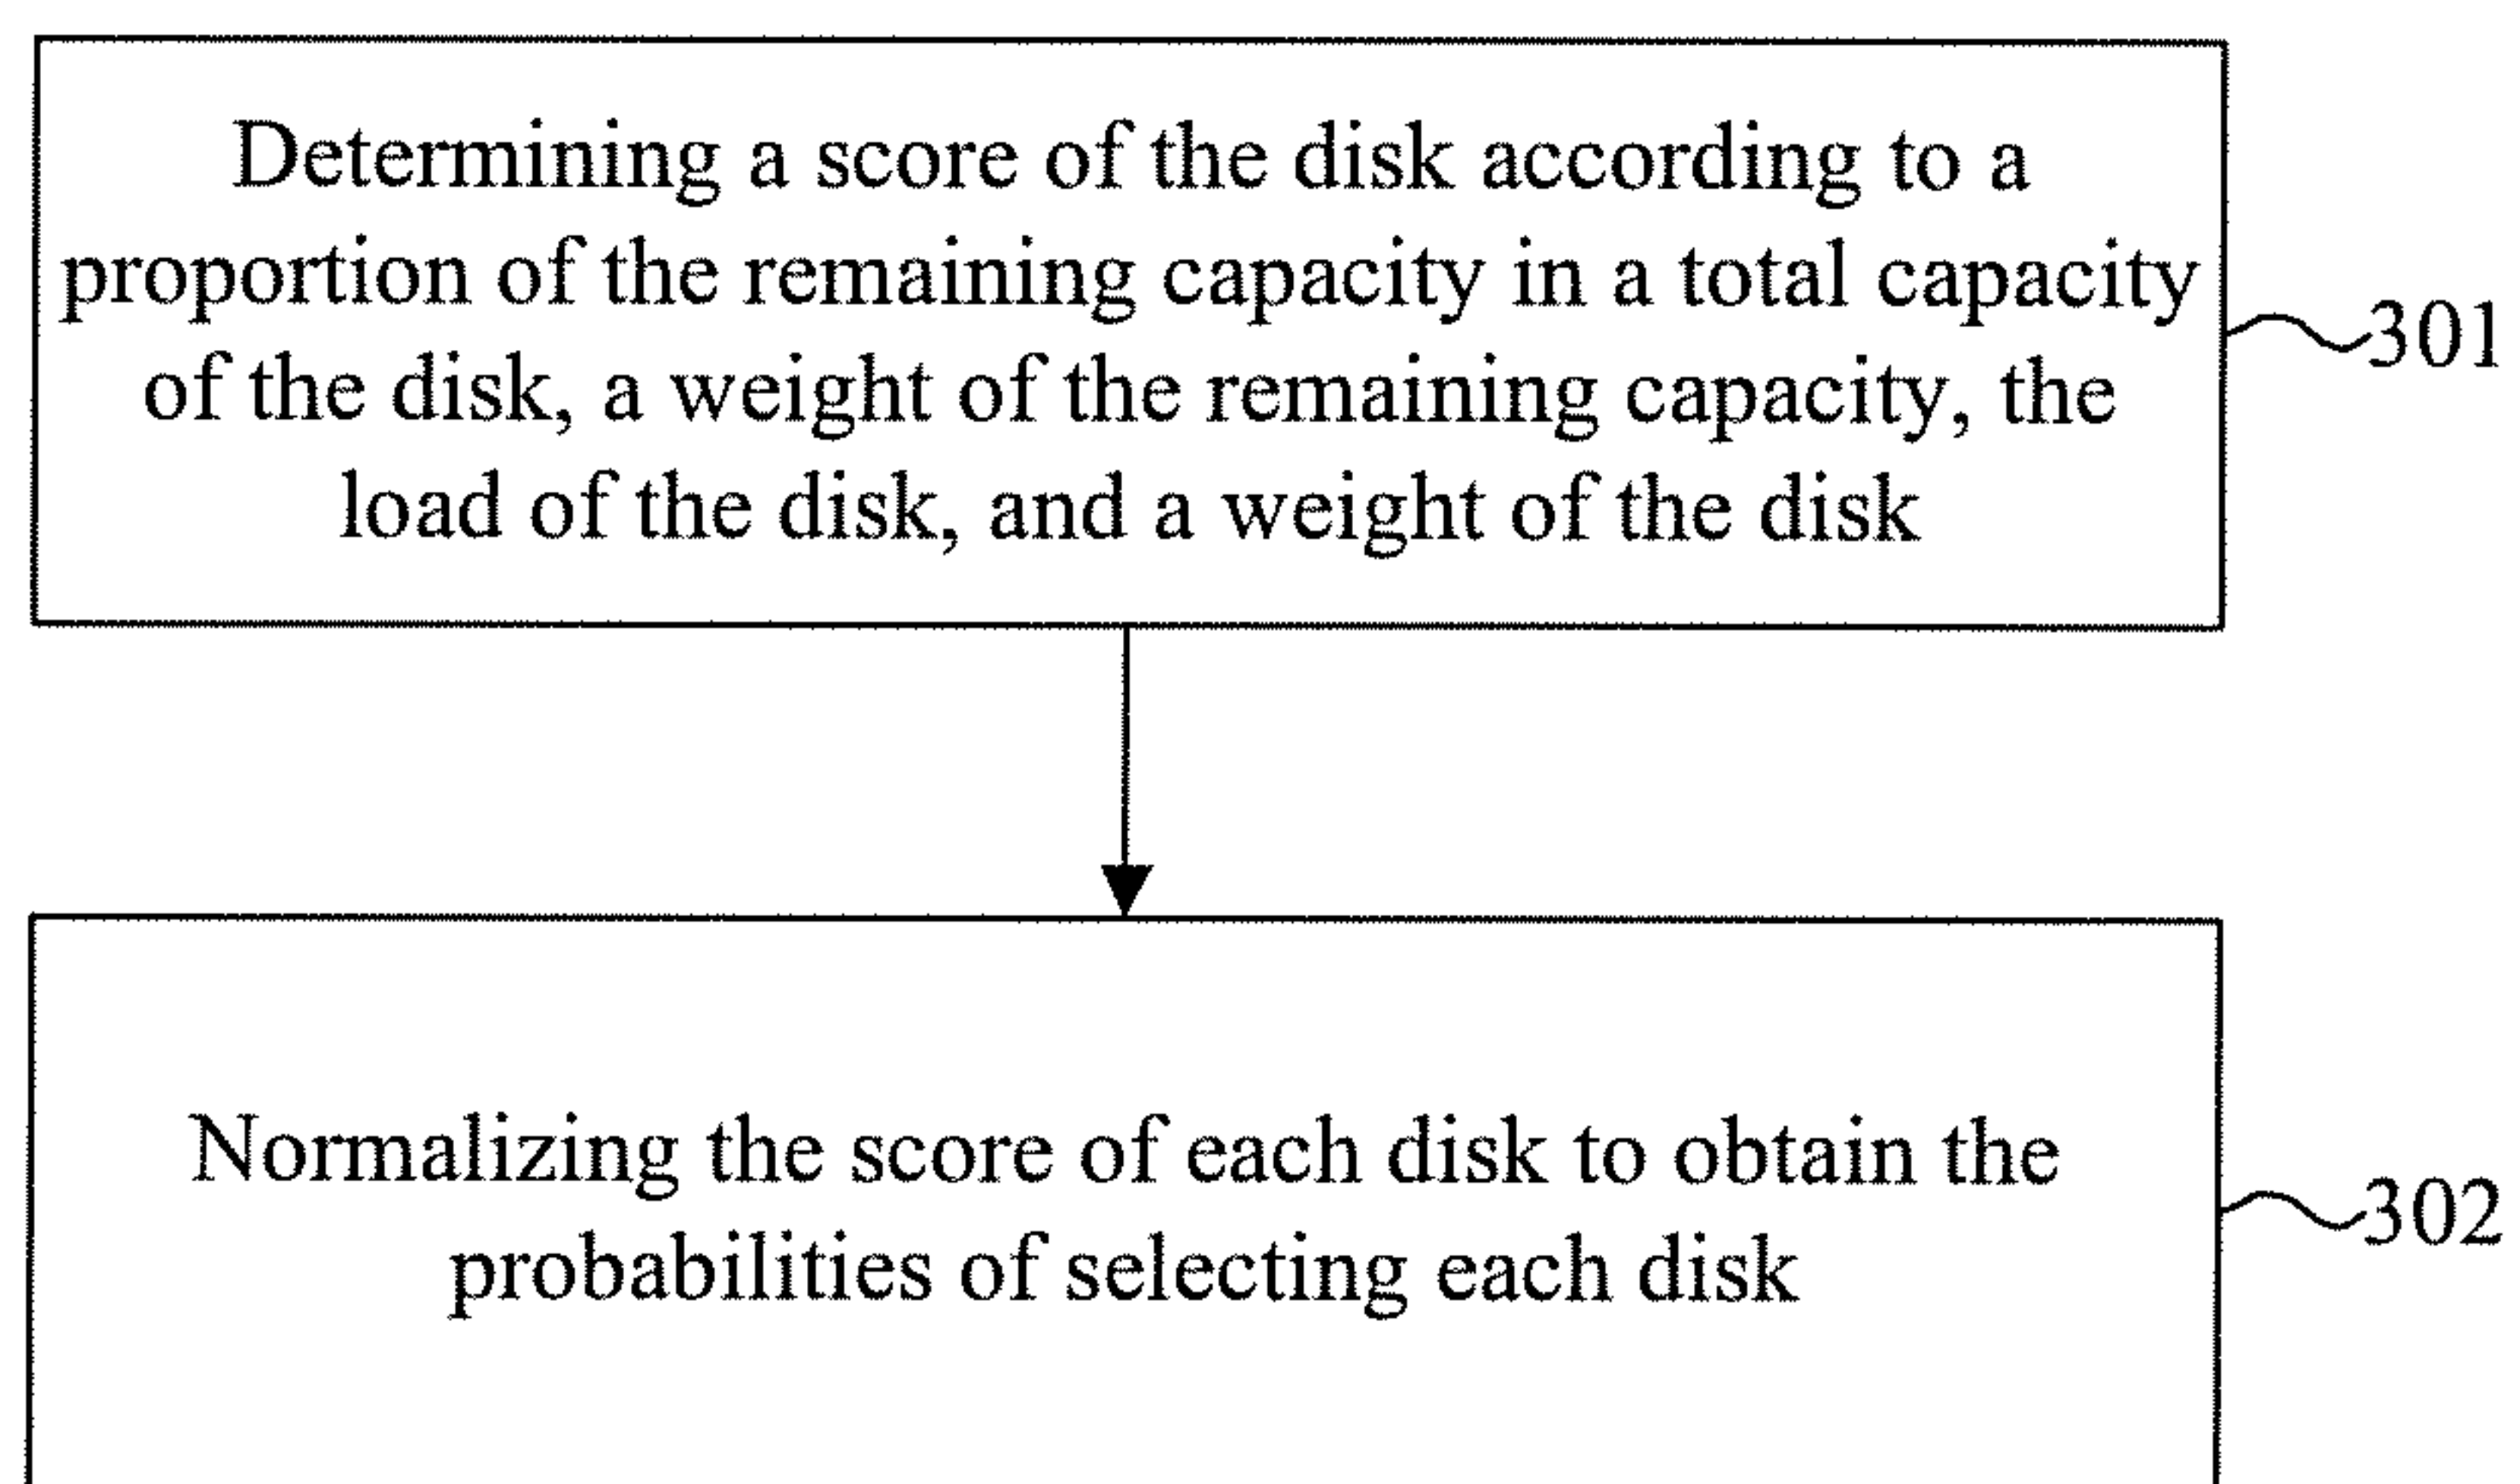 Determining a score of the disk according to a
proportion of the remaining capacity in a total capacity
of the disk, a weight of the remaining capacity, the
load of the disk, and a weight of the disk
301
Normalizing the score of each disk to obtain the
probabilities of selecting each disk
302